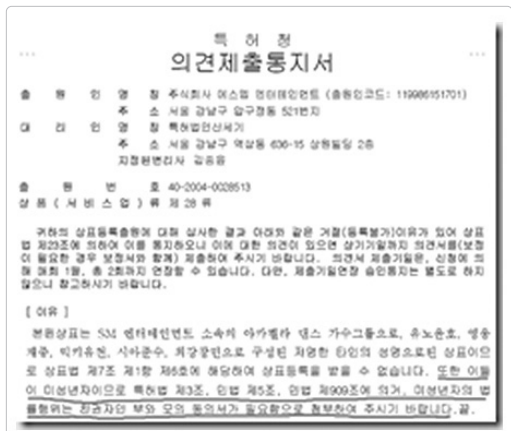 특 허 청
의견제출통지서
출 원 인 명 칭 주식회사 에스엠 엔터테인먼트 (출원인코드: 119986151701)
주 소 서울 강남구 압구정동 521번지
대 리 인 명 칭 특허법인신세기
주 소 서울 강남구 역삼동 636-15 상원빌딩 2층
지정된변리사 김종윤
출 원 번 호 40-2004-0028513
상 품 ( 서 비 스 업 ) 류 제 28 류
귀하의 상표등록출원에 대해 심사한 결과 아래와 같은 거절(등록불가)이유가 있어 상표
법 제23조에 의하여 이를 통지하오니 이에 대한 의견이 있으면 상기기일까지 의견서를(보정
이 필요한 경우 보정서와 함께) 제출하여 주시기 바랍니다. 의견서 제출기일은, 신청에 의
해 매회 1월, 총 2회까지 연장할 수 있습니다. 다만, 제출기일연장 승인통지는 별도로 하지
않으니 참고하시기 바랍니다.
[ 이유 ]
본원상표는 SM 엔터테인먼트 소속의 아카펠라 댄스 가수그룹으로, 유노윤호, 영웅
재중, 믹키유천, 시아준수, 최강창민으로 구성된 저명한 타인의 성명으로된 상표이므
로 상표법 제7조 제1항 제6호에 해당하여 상표등록을 받을 수 없습니다. 또한 이들
이 미성년자이므로 특허법 제3조, 민법 제5조, 민법 제909조에 의거, 미성년자의 법
률행위는 친권자인 부와 모의 동의서가 필요함으로 첨부하여 주시기 바랍니다. 끝.